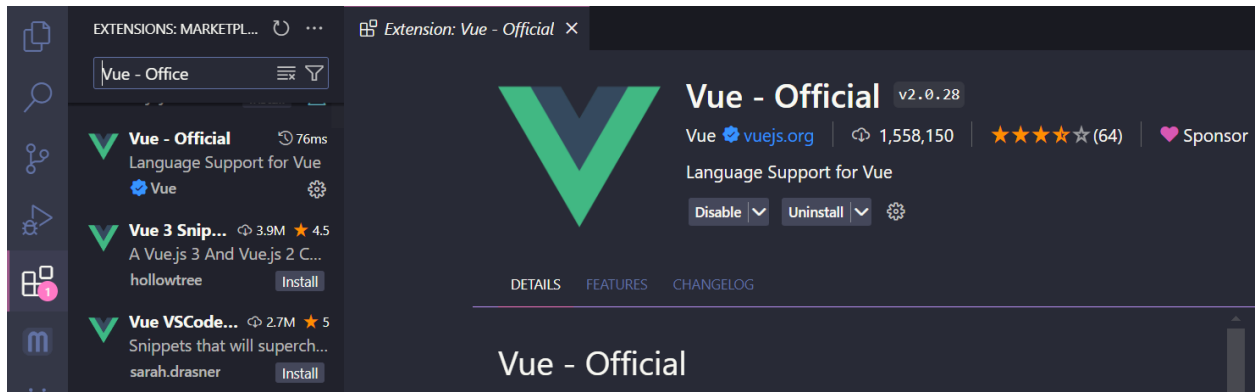 EXTENSIONS: MARKETPL...
Vue - Office
Vue - Official 76ms
Language Support for Vue
Vue
Vue 3 Snip... 3.9M 4.5
A Vue.js 3 And Vue.js 2 C...
hollowtree Install
Vue VSCode... 2.7M 5
Snippets that will superch...
sarah.drasner Install
1
m
Extension: Vue - Official
Vue - Official v2.0.28
Vue vuejs.org 1,558,150 (64) Sponsor
Language Support for Vue
Disable Uninstall
DETAILS FEATURES CHANGELOG
Vue - Official